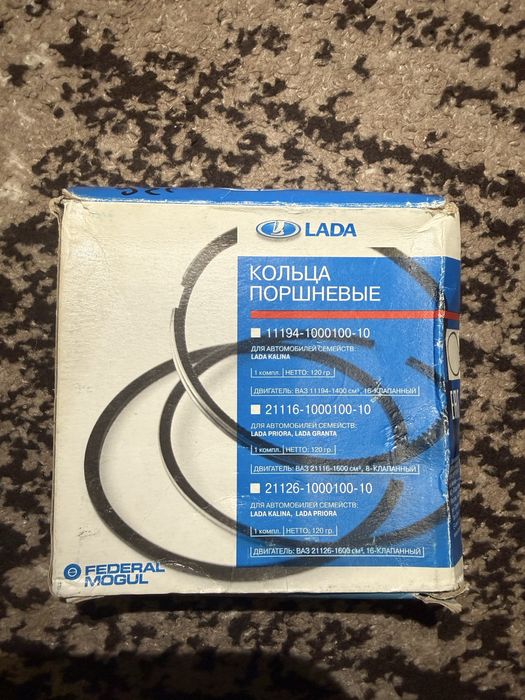 LADA
КОЛЬЦА
ПОРШНЕВЫЕ
11194-1000100-10
ДЛЯ АВТОМОБИЛЕЙ СЕМЕЙСТВ:
LADA KALINA
1 компл. НЕТТО: 120 гр.
ДВИГАТЕЛЬ: ВАЗ 11194-1400 см³, 16-КЛАПАННЫЙ
21116-1000100-10
ДЛЯ АВТОМОБИЛЕЙ СЕМЕЙСТВ:
LADA PRIORA, LADA GRANTA
1 компл. НЕТТО: 120 гр.
ДВИГАТЕЛЬ: ВАЗ 21116-1600 см³, 8-КЛАПАННЫЙ
21126-1000100-10
ДЛЯ АВТОМОБИЛЕЙ СЕМЕЙСТВ:
LADA KALINA, LADA PRIORA
1 компл. НЕТТО: 120 гр.
ДВИГАТЕЛЬ: ВАЗ 21126-1600 см³, 16-КЛАПАННЫЙ
FEDERAL
MOGUL